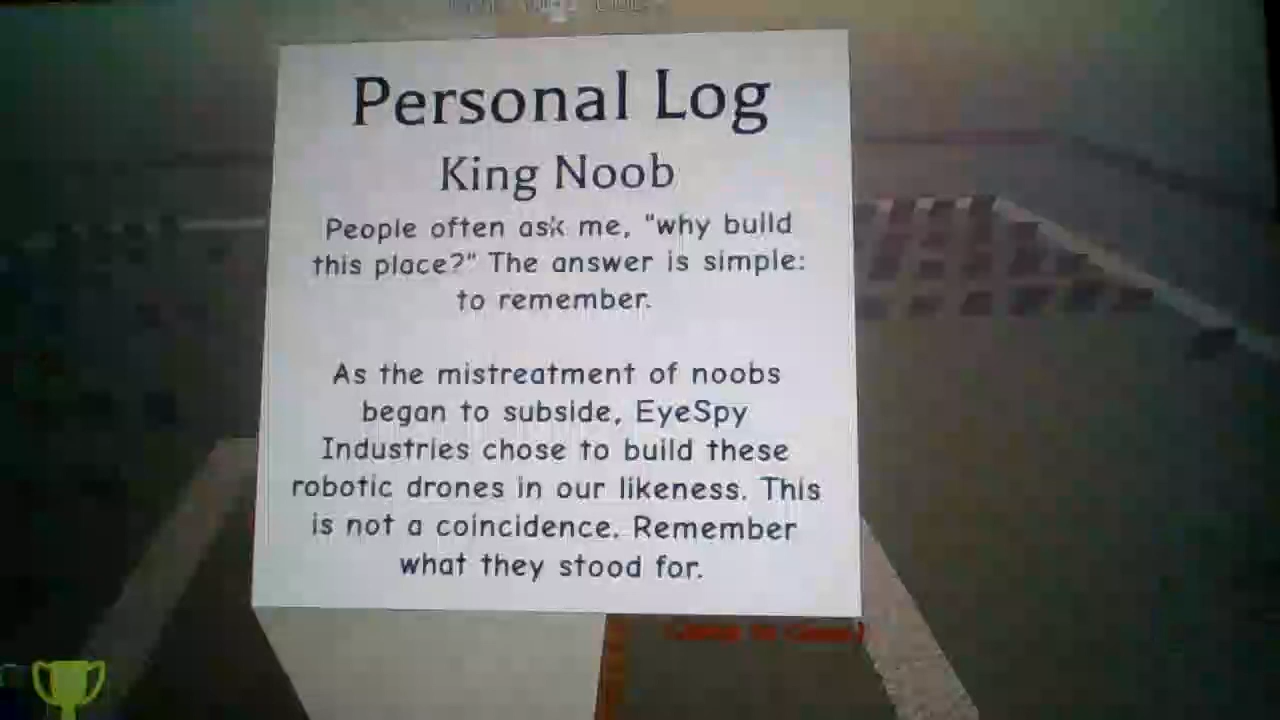 Personal Log
King Noob
People often ask me, "why build
this place?" The answer is simple:
to remember.
As the mistreatment of noobs
began to subside, EyeSpy
Industries chose to build these
robotic drones in our likeness. This
is not a coincidence. Remember
what they stood for.